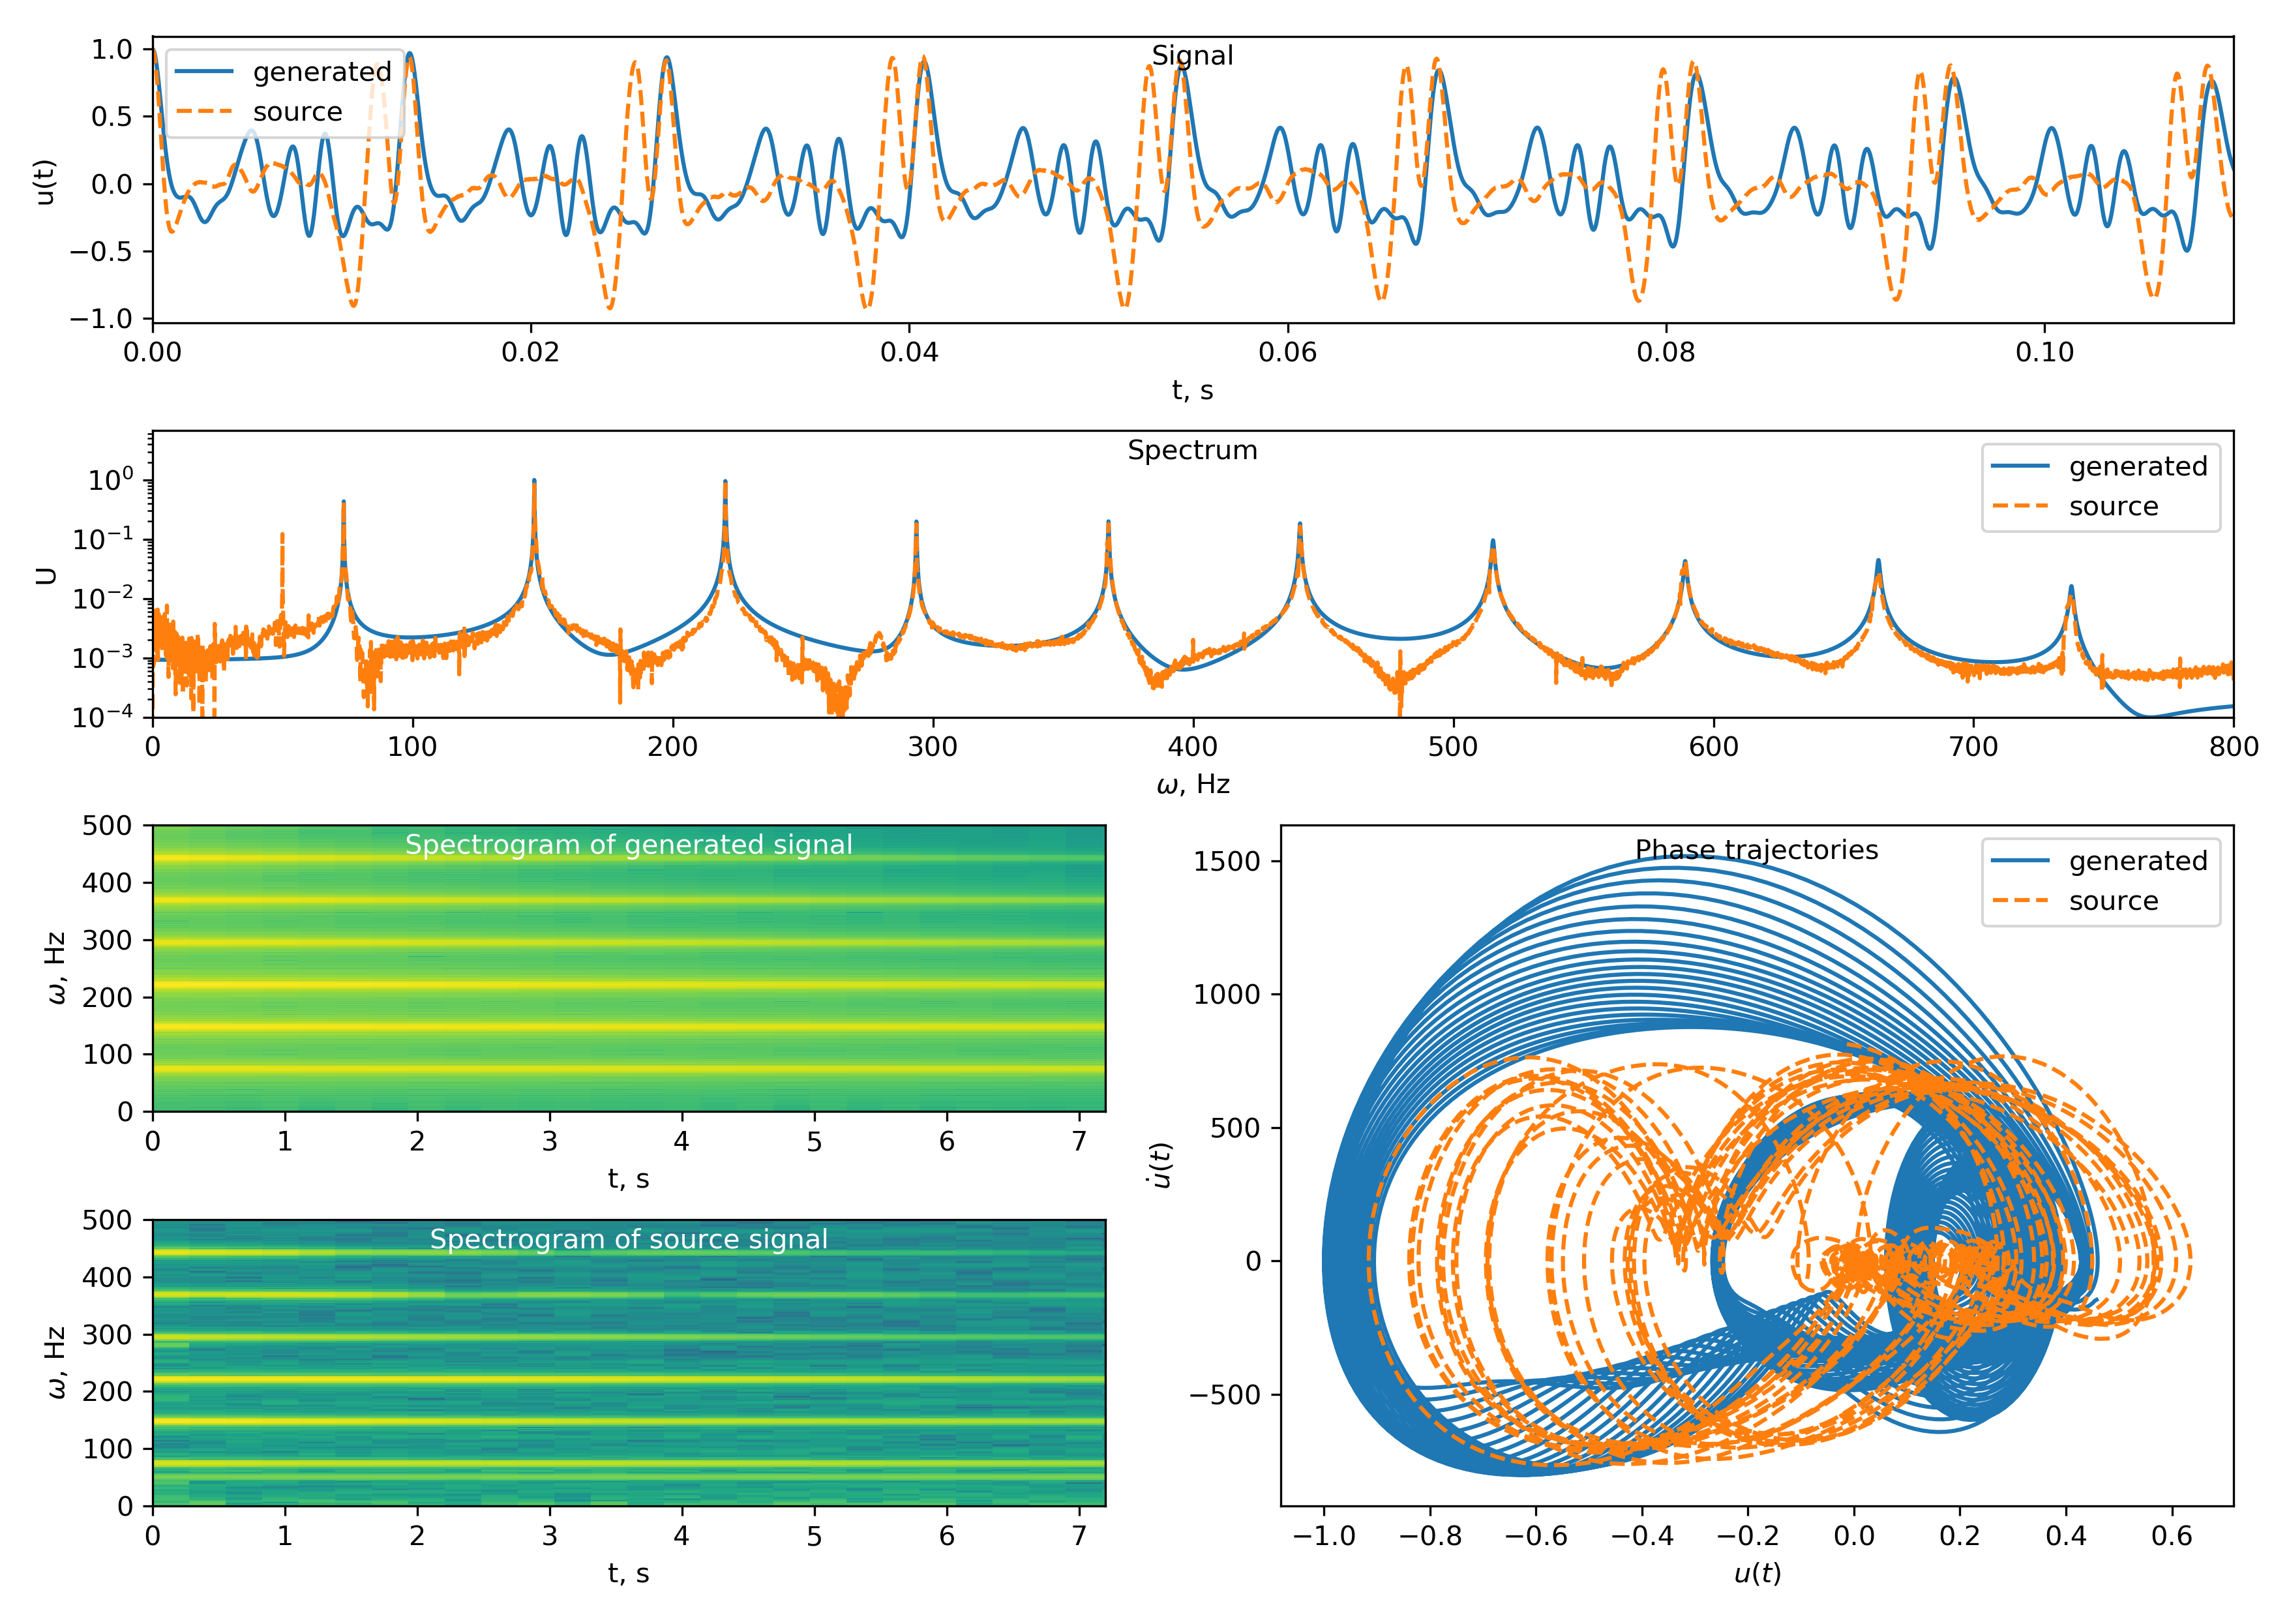 Signal
generated
source
1.0
0.5
0.0
−0.5
−1.0
u(t)
0.00 0.02 0.04 0.06 0.08 0.10
t, s
Spectrum
generated
source
10⁰
10⁻¹
10⁻²
10⁻³
10⁻⁴
U
0 100 200 300 400 500 600 700 800
ω, Hz
Spectrogram of generated signal
500
400
300
200
100
0
ω, Hz
0 1 2 3 4 5 6 7
t, s
Spectrogram of source signal
500
400
300
200
100
0
ω, Hz
0 1 2 3 4 5 6 7
t, s
Phase trajectories
generated
source
1500
1000
500
0
−500
u̇(t)
−1.0 −0.8 −0.6 −0.4 −0.2 0.0 0.2 0.4 0.6
u(t)